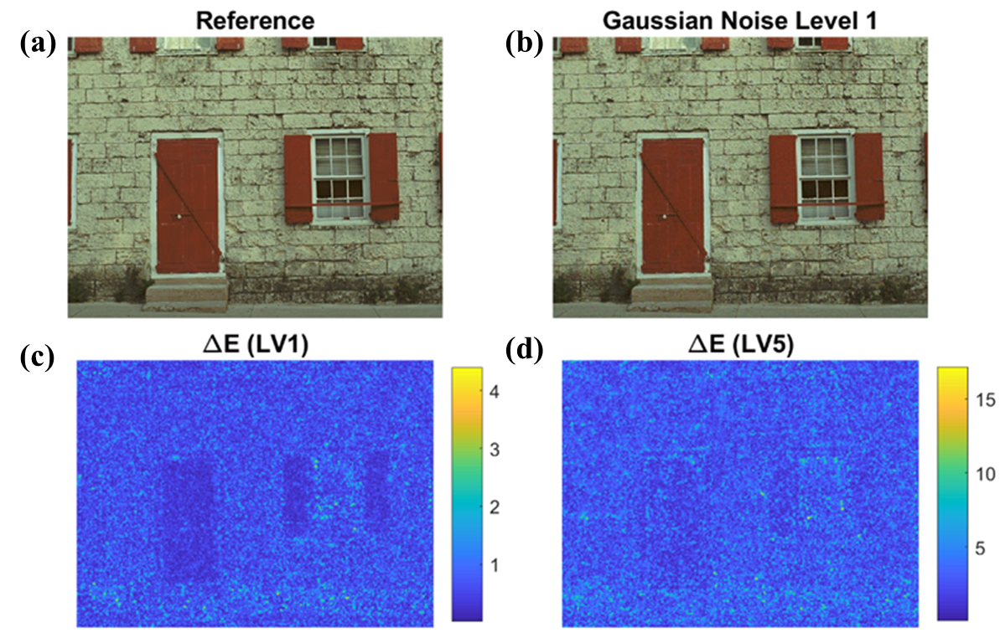 Reference
Gaussian Noise Level 1
(a)
(b)
ΔE (LV1)
ΔE (LV5)
(c)
(d)
4
3
2
1
15
10
5